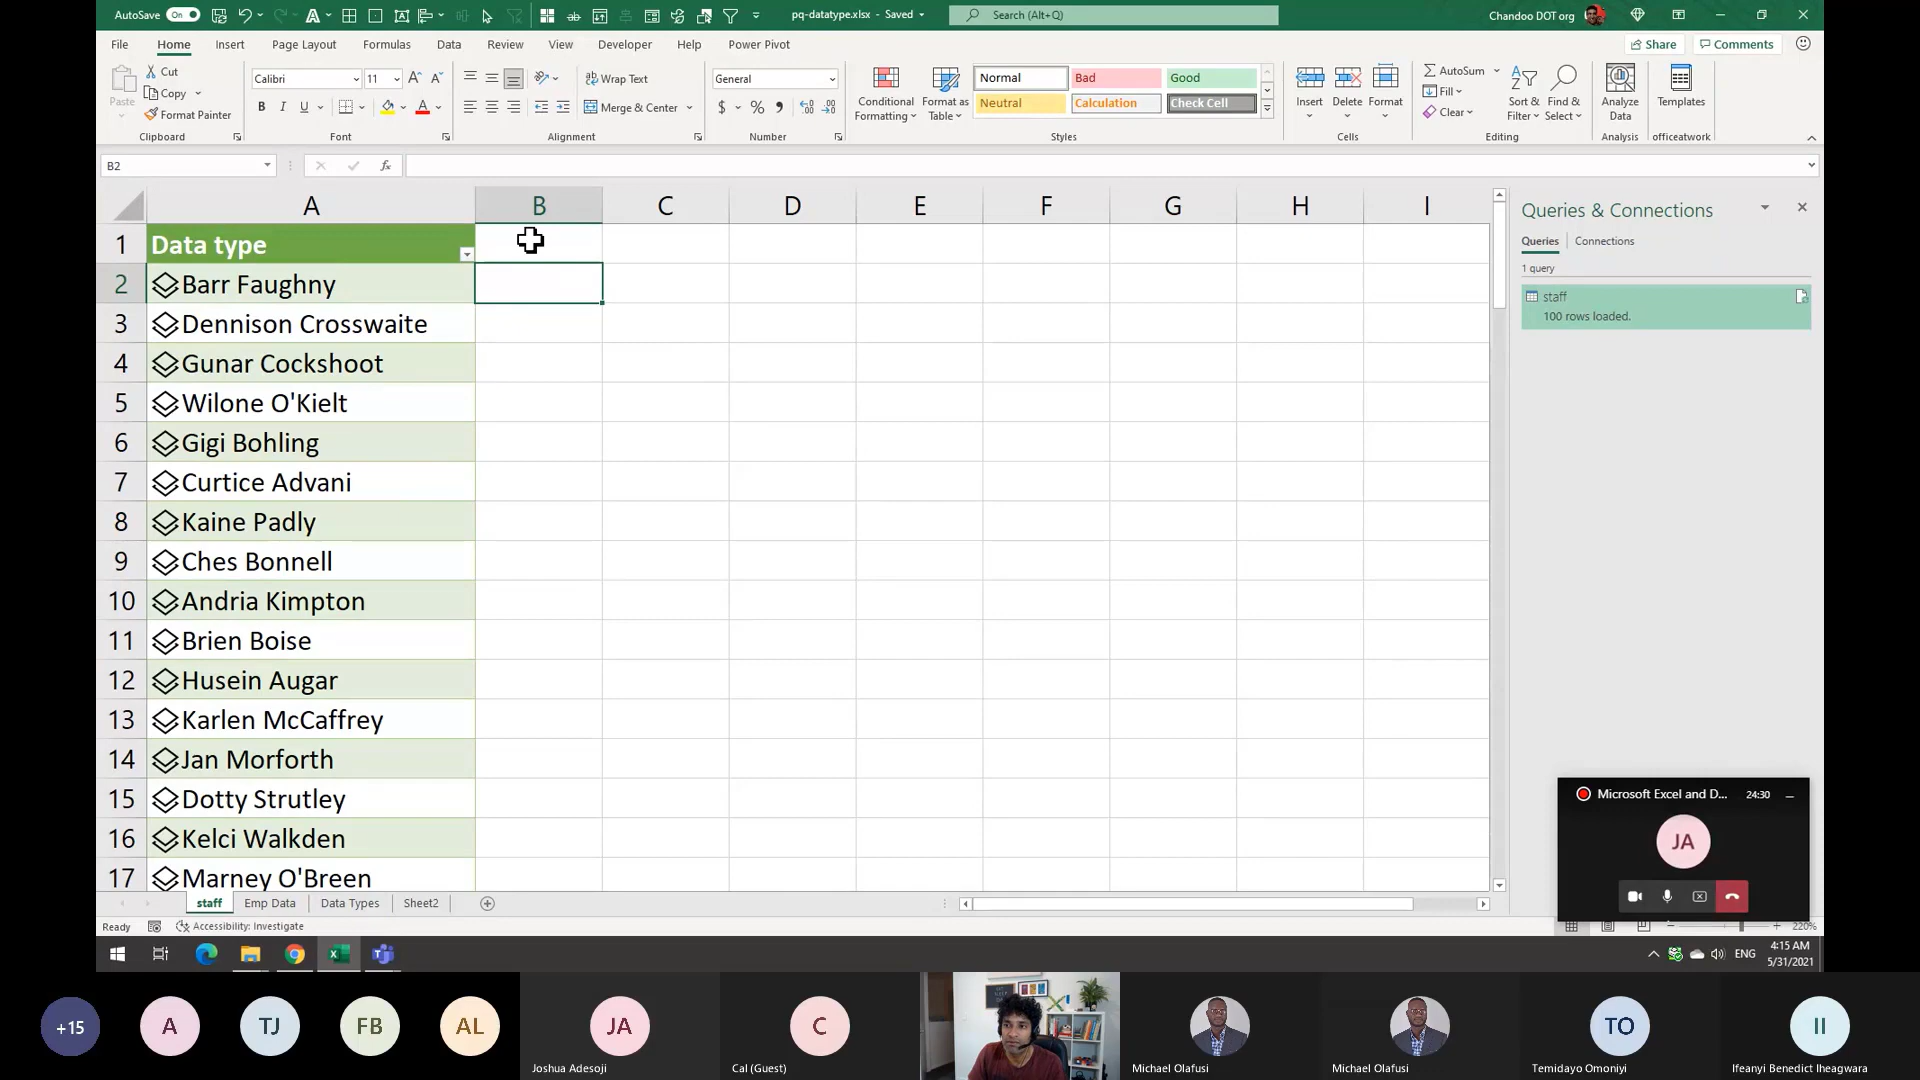 AutoSave On pq-datatype.xlsx - Saved Search (Alt+Q) Chandoo DOT org
File Home Insert Page Layout Formulas Data Review View Developer Help Power Pivot Share Comments
Paste Cut Copy Format Painter Clipboard
Calibri 11 B I U A Font
Wrap Text Merge & Center Alignment
General $ % Number
Conditional Formatting Format as Table
Normal Bad Good
Neutral Calculation Check Cell
Styles
Insert Delete Format Cells
AutoSum Fill Clear Sort & Filter Find & Select Editing
Analyze Data Analysis
Templates officeatwork
B2 fx
A B C D E F G H I
1 Data type
2 Barr Faughny
3 Dennison Crosswaite
4 Gunar Cockshoot
5 Wilone O'Kielt
6 Gigi Bohling
7 Curtice Advani
8 Kaine Padly
9 Ches Bonnell
10 Andria Kimpton
11 Brien Boise
12 Husein Augar
13 Karlen McCaffrey
14 Jan Morforth
15 Dotty Strutley
16 Kelci Walkden
17 Marney O'Breen
Queries & Connections
Queries Connections
1 query
staff
100 rows loaded.
Microsoft Excel and D... 24:30
JA
staff Emp Data Data Types Sheet2
Ready Accessibility: Investigate 220%
ENG 4:15 AM
5/31/2021
+15 A TJ FB AL JA C TO II
Joshua Adesoji Cal (Guest) Michael Olafusi Michael Olafusi Temidayo Omoniyi Ifeanyi Benedict Iheagwara